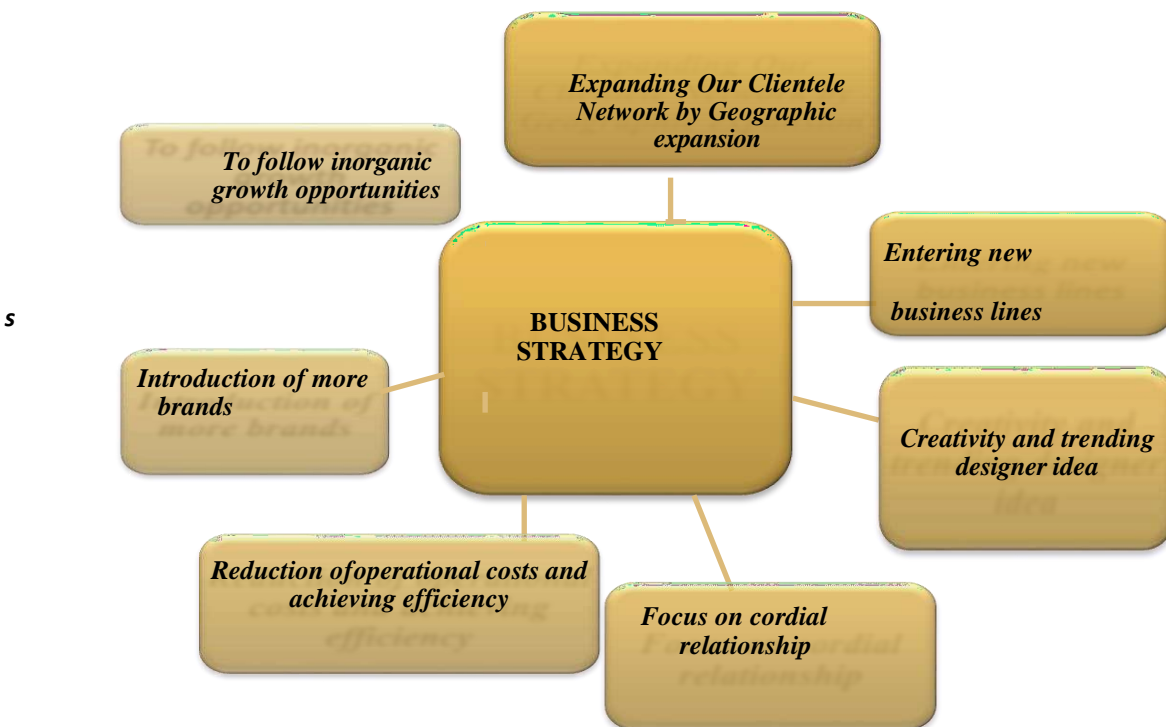 Expanding Our Clientele
Network by Geographic
expansion
To follow inorganic
growth opportunities
Entering new
business lines
s
BUSINESS
STRATEGY
Introduction of more
brands
Creativity and trending
designer idea
Reduction ofoperational costs and
achieving efficiency
Focus on cordial
relationship